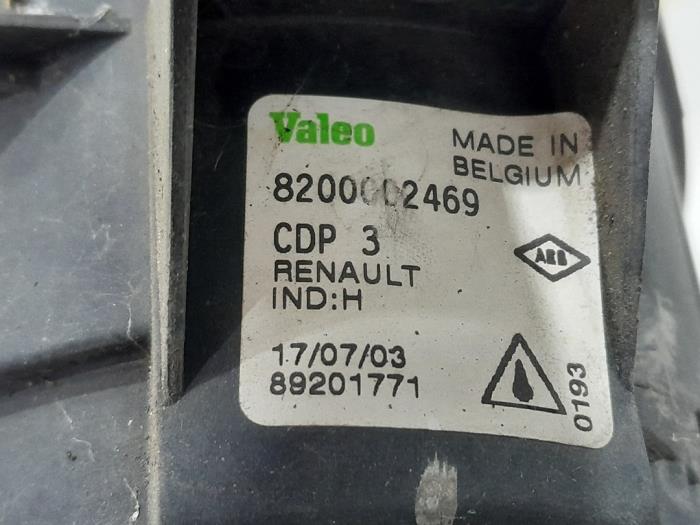 Valeo
MADE IN
BELGIUM
8200002469
CDP 3
RENAULT
IND:H
17/07/03
89201771
0193